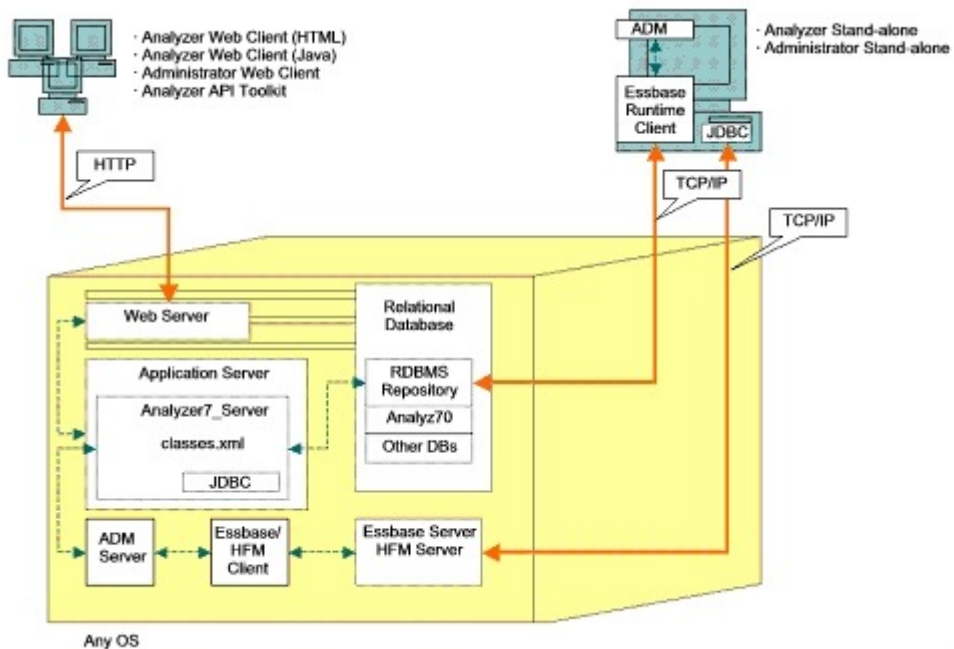 · Analyzer Web Client (HTML)
· Analyzer Web Client (Java)
· Administrator Web Client
· Analyzer API Toolkit
ADM
Essbase
Runtime
Client
JDBC
· Analyzer Stand-alone
· Administrator Stand-alone
HTTP
TCP/IP
TCP/IP
Web Server
Relational
Database
RDBMS
Repository
Analyz70
Other DBs
Application Server
Analyzer7_Server
classes.xml
JDBC
ADM
Server
Essbase/
HFM
Client
Essbase Server
HFM Server
Any OS